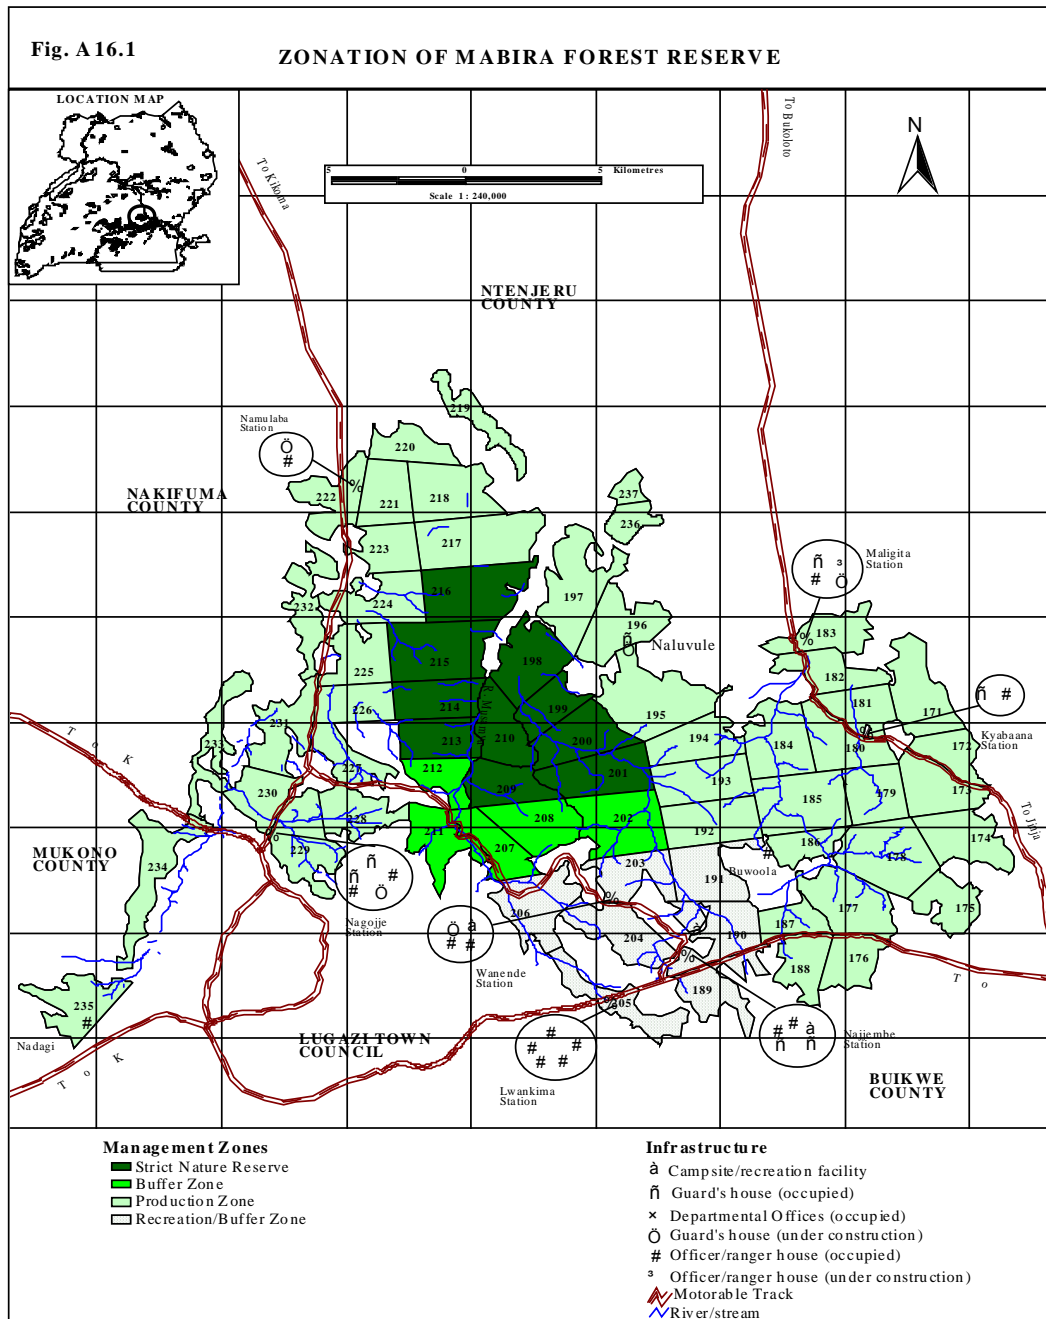 Fig. A 16.1
ZONATION OF MABIRA FOREST RESERVE
LOCATION MAP
To Kikoma
To Bukoloto
N
5 0 5 Kilometres
Scale 1 : 240,000
NTENJERU
COUNTY
219
Namulaba
Station
Ö
#
%
220
NAKIFUMA
COUNTY
222
221
218
237
236
223
217
Maligita
Station
ñ ³
# Ö
%
216
197
232
224
196
ñ
Ö
Naluvule
183
225
215
198
182
ñ #
Kyabaana
Station
%
181
171
226
214
R. Musamya
199
195
231
213
210
200
194
184
180
172
233
212
201
193
To K
230
227
209
185
179
173
To Jinja
228
211
208
202
192
186
174
MUKONO
COUNTY
%
229
207
203
#
178
234
191
Buwoola
ñ
ñ #
# Ö
Nagojje
Station
%
206
Ö à
# #
Wanende
Station
204
à
190
187
177
175
%
188
176
To
189
235
#
Nadagi
To K
%
205
LUGAZI TOWN
COUNCIL
#
# #
# #
Lwankima
Station
# # à
ñ ñ
Najjembe
Station
BUIKWE
COUNTY
Management Zones
Strict Nature Reserve
Buffer Zone
Production Zone
Recreation/Buffer Zone
Infrastructure
à Campsite/recreation facility
ñ Guard's house (occupied)
× Departmental Offices (occupied)
Ö Guard's house (under construction)
# Officer/ranger house (occupied)
³ Officer/ranger house (under construction)
Motorable Track
River/stream